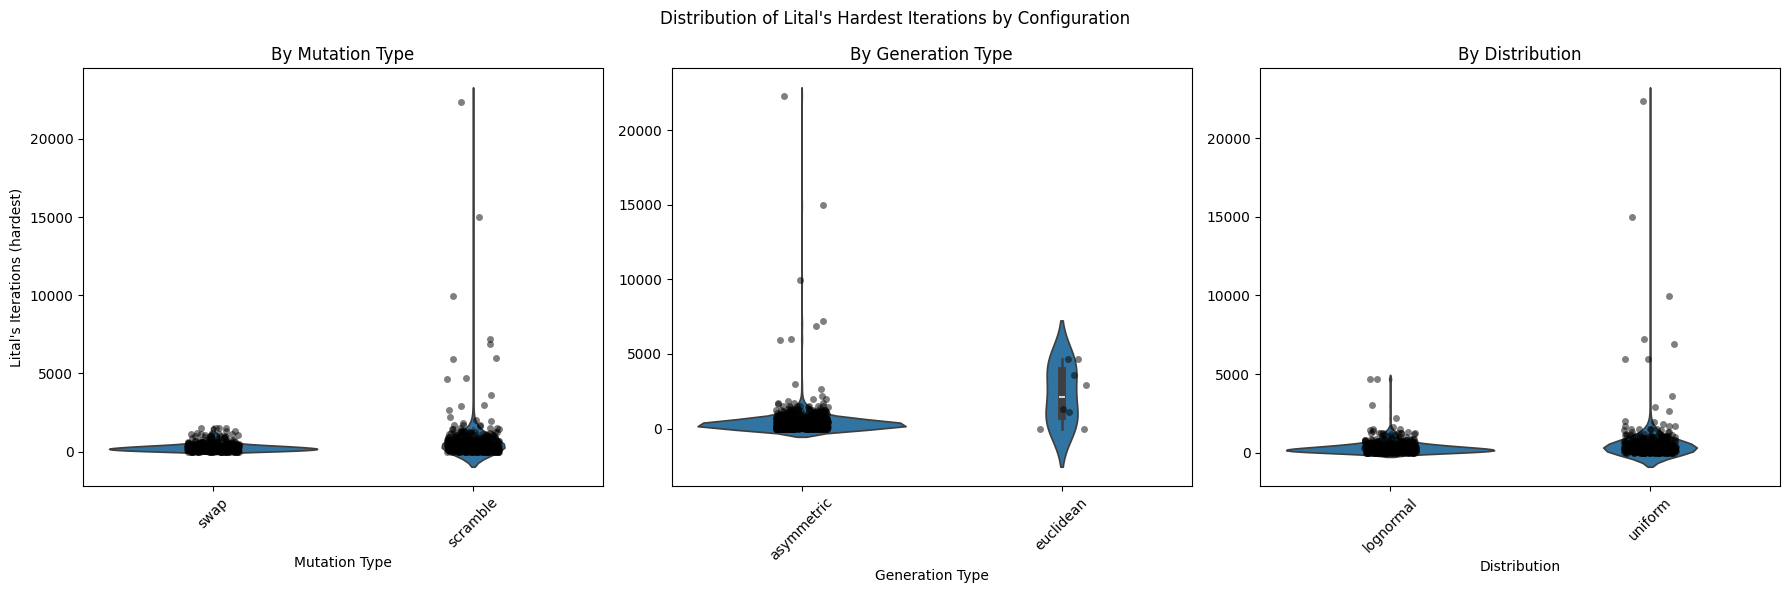 Distribution of Lital's Hardest Iterations by Configuration
By Mutation Type
Lital's Iterations (hardest)
20000
15000
10000
5000
0
swap
scramble
Mutation Type
By Generation Type
20000
15000
10000
5000
0
asymmetric
euclidean
Generation Type
By Distribution
20000
15000
10000
5000
0
lognormal
uniform
Distribution